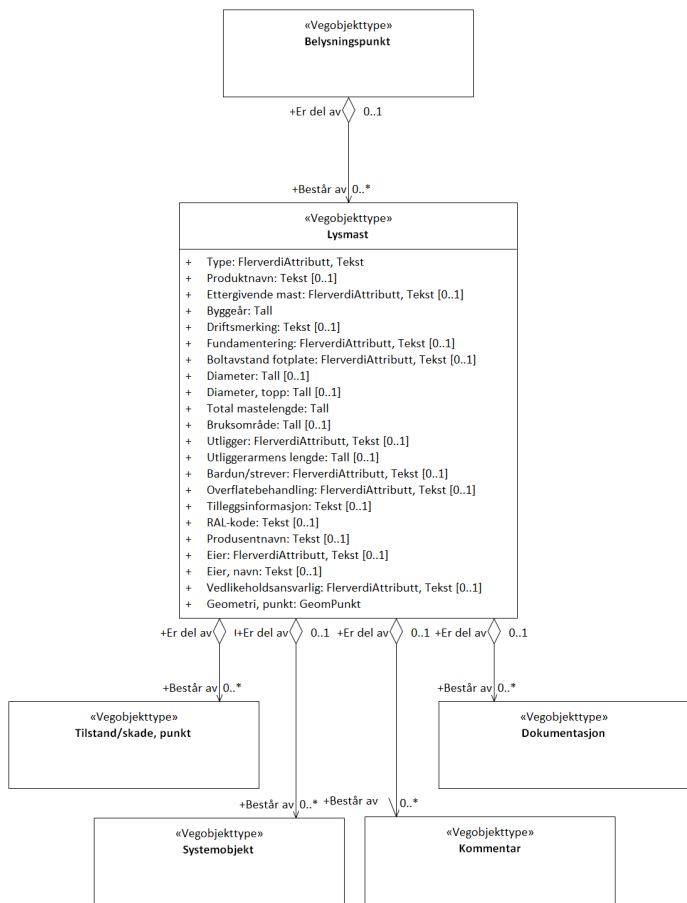 «Vegobjekttype»
Belysningspunkt
+Er del av 0..1
+Består av 0..*
«Vegobjekttype»
Lysmast
+ Type: FlerverdiAttributt, Tekst
+ Produktnavn: Tekst [0..1]
+ Ettergivende mast: FlerverdiAttributt, Tekst [0..1]
+ Byggeår: Tall
+ Driftsmerking: Tekst [0..1]
+ Fundamentering: FlerverdiAttributt, Tekst [0..1]
+ Boltavstand fotplate: FlerverdiAttributt, Tekst [0..1]
+ Diameter: Tall [0..1]
+ Diameter, topp: Tall [0..1]
+ Total mastelengde: Tall
+ Bruksområde: Tall [0..1]
+ Utligger: FlerverdiAttributt, Tekst [0..1]
+ Utliggerarmens lengde: Tall [0..1]
+ Bardun/strever: FlerverdiAttributt, Tekst [0..1]
+ Overflatebehandling: FlerverdiAttributt, Tekst [0..1]
+ Tilleggsinformasjon: Tekst [0..1]
+ RAL-kode: Tekst [0..1]
+ Produsentnavn: Tekst [0..1]
+ Eier: FlerverdiAttributt, Tekst [0..1]
+ Eier, navn: Tekst [0..1]
+ Vedlikeholdsansvarlig: FlerverdiAttributt, Tekst [0..1]
+ Geometri, punkt: GeomPunkt
+Er del av +Er del av 0..1 +Er del av 0..1 +Er del av 0..1
+Består av 0..* +Består av 0..*
«Vegobjekttype»
Tilstand/skade, punkt
«Vegobjekttype»
Dokumentasjon
+Består av 0..* +Består av 0..*
«Vegobjekttype»
Systemobjekt
«Vegobjekttype»
Kommentar